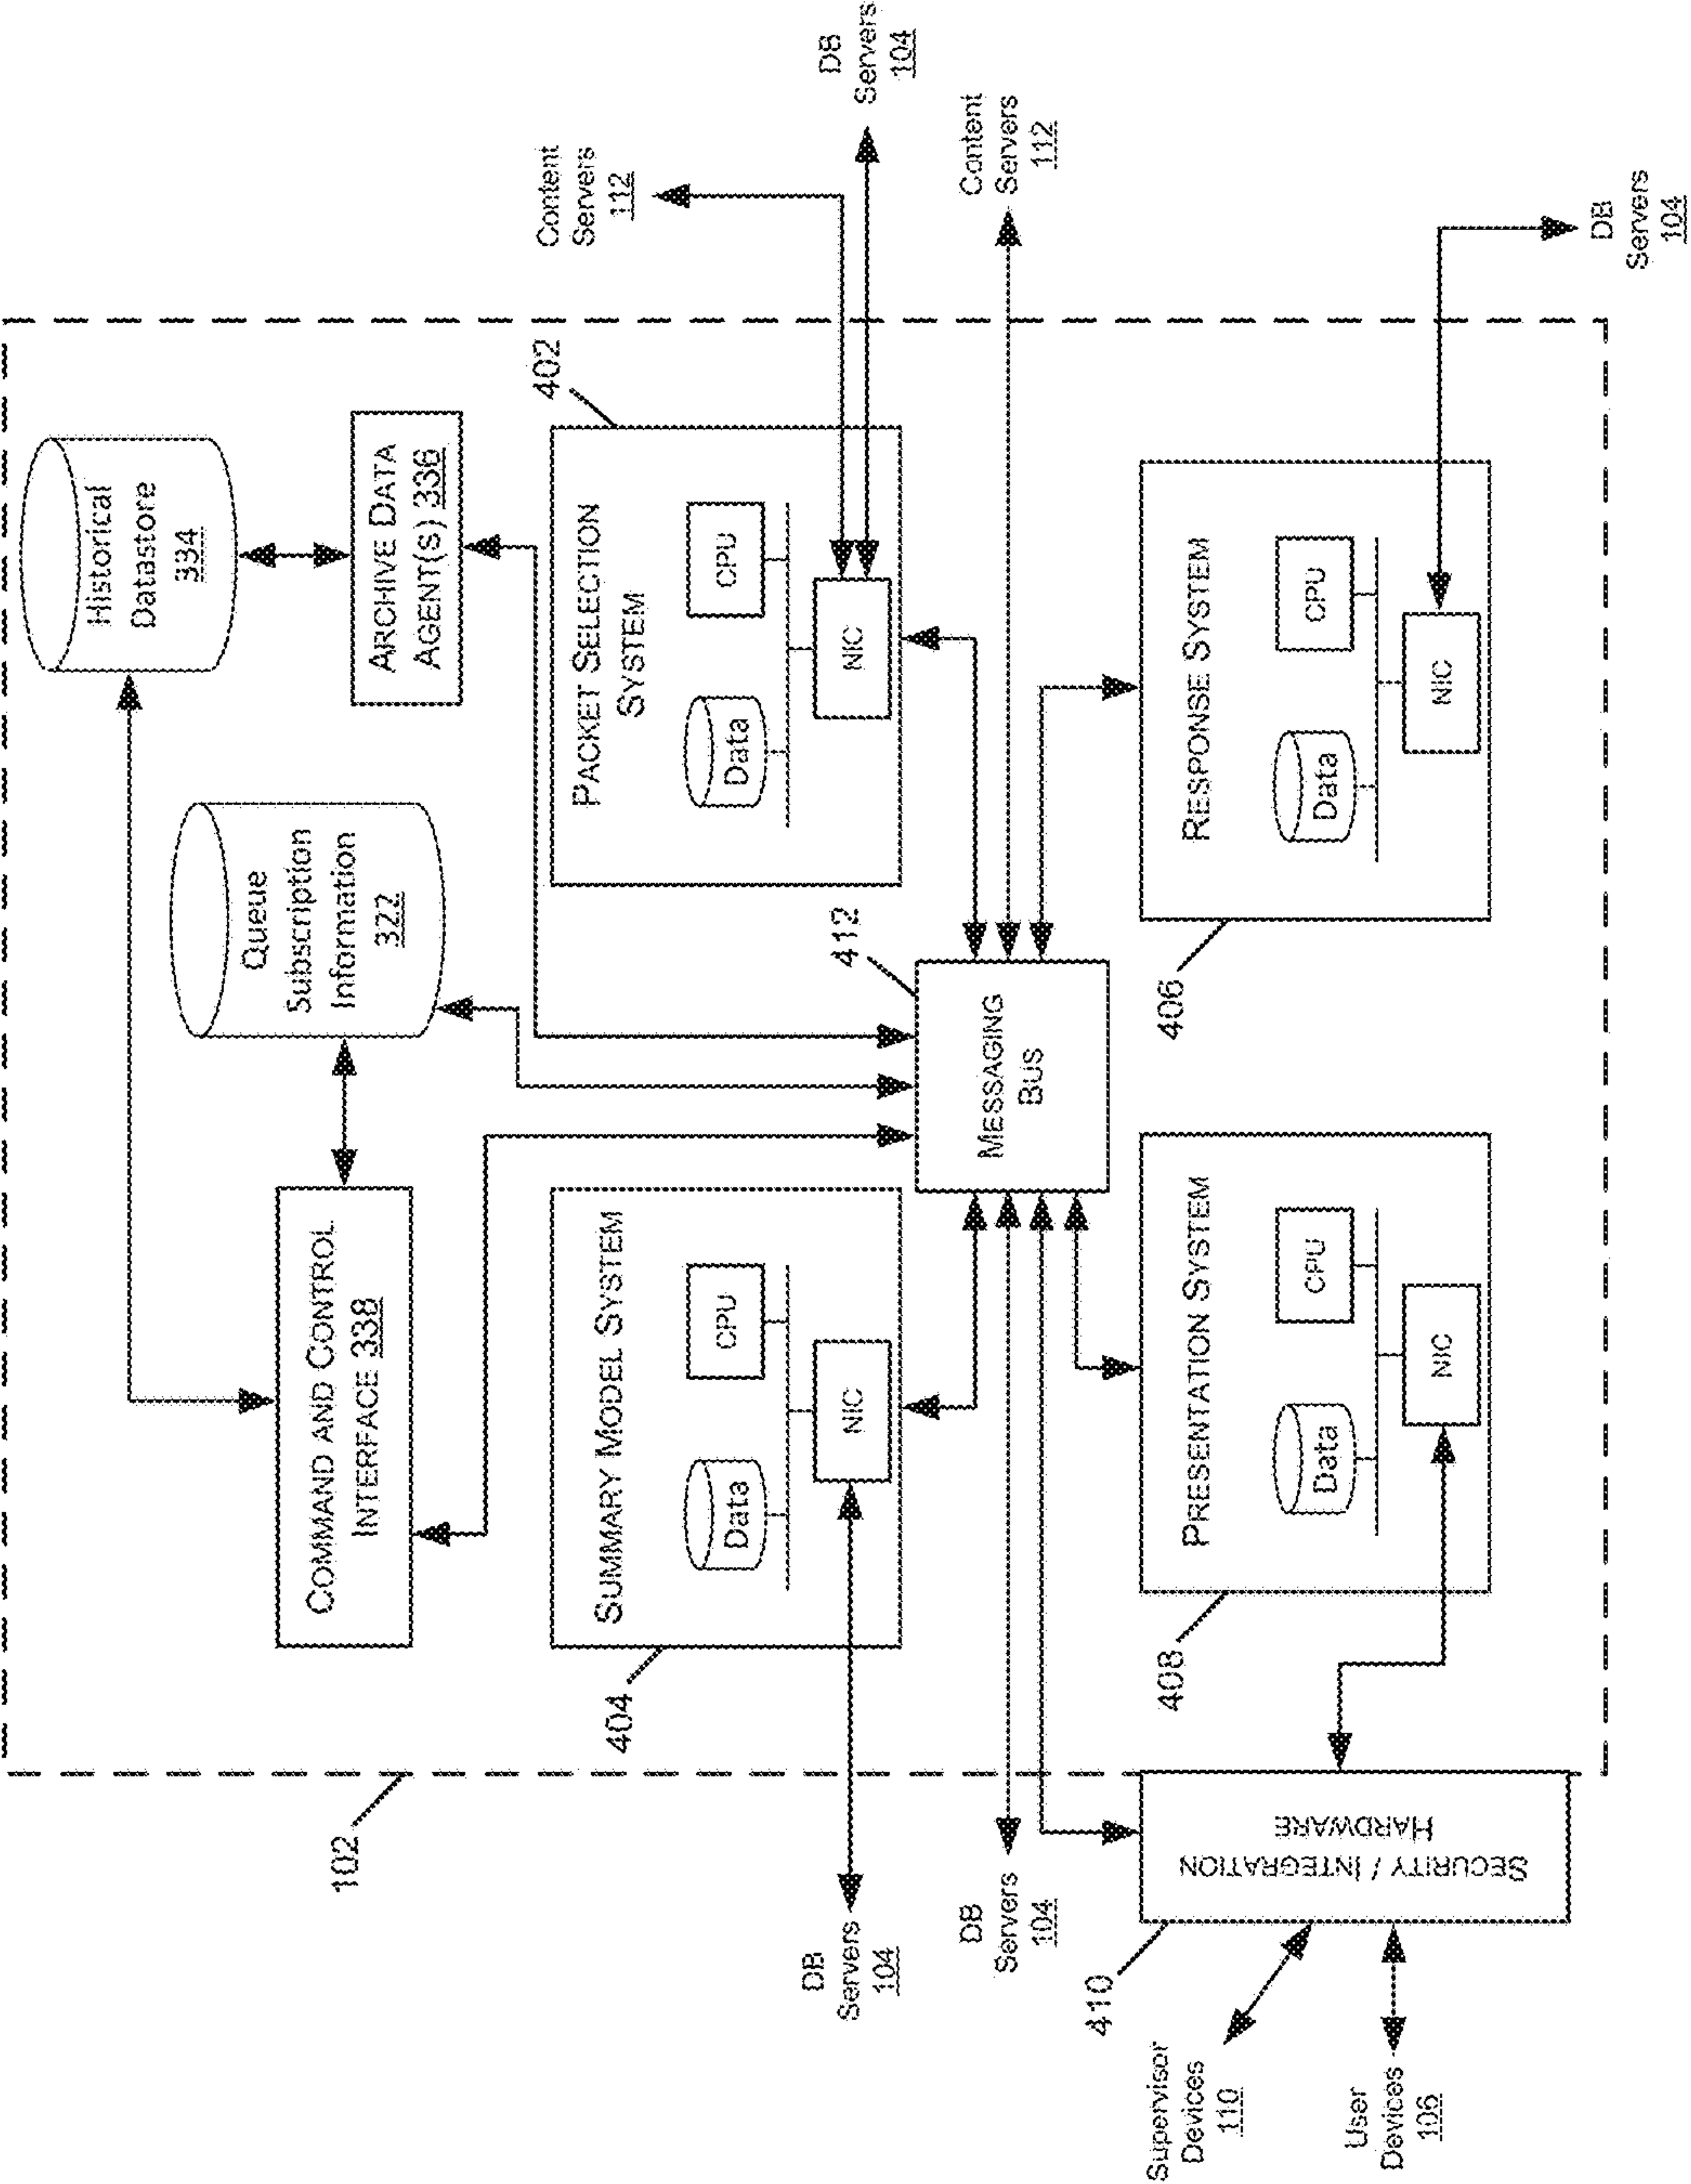 Historical
Datastore
334
Queue
Subscription
Information
322
COMMAND AND CONTROL
INTERFACE 338
ARCHIVE DATA
AGENT(S) 336
402
Content
Servers
112
DB
Servers
104
PACKET SELECTION
SYSTEM
CPU
Data
NIC
SUMMARY MODEL SYSTEM
CPU
Data
NIC
404
102
DB
Servers
104
412
MESSAGING
BUS
Content
Servers
112
DB
Servers
104
406
RESPONSE SYSTEM
CPU
Data
NIC
DB
Servers
104
408
PRESENTATION SYSTEM
CPU
Data
NIC
410
SECURITY / INTEGRATION
HARDWARE
Supervisor
Devices
110
User
Devices
106